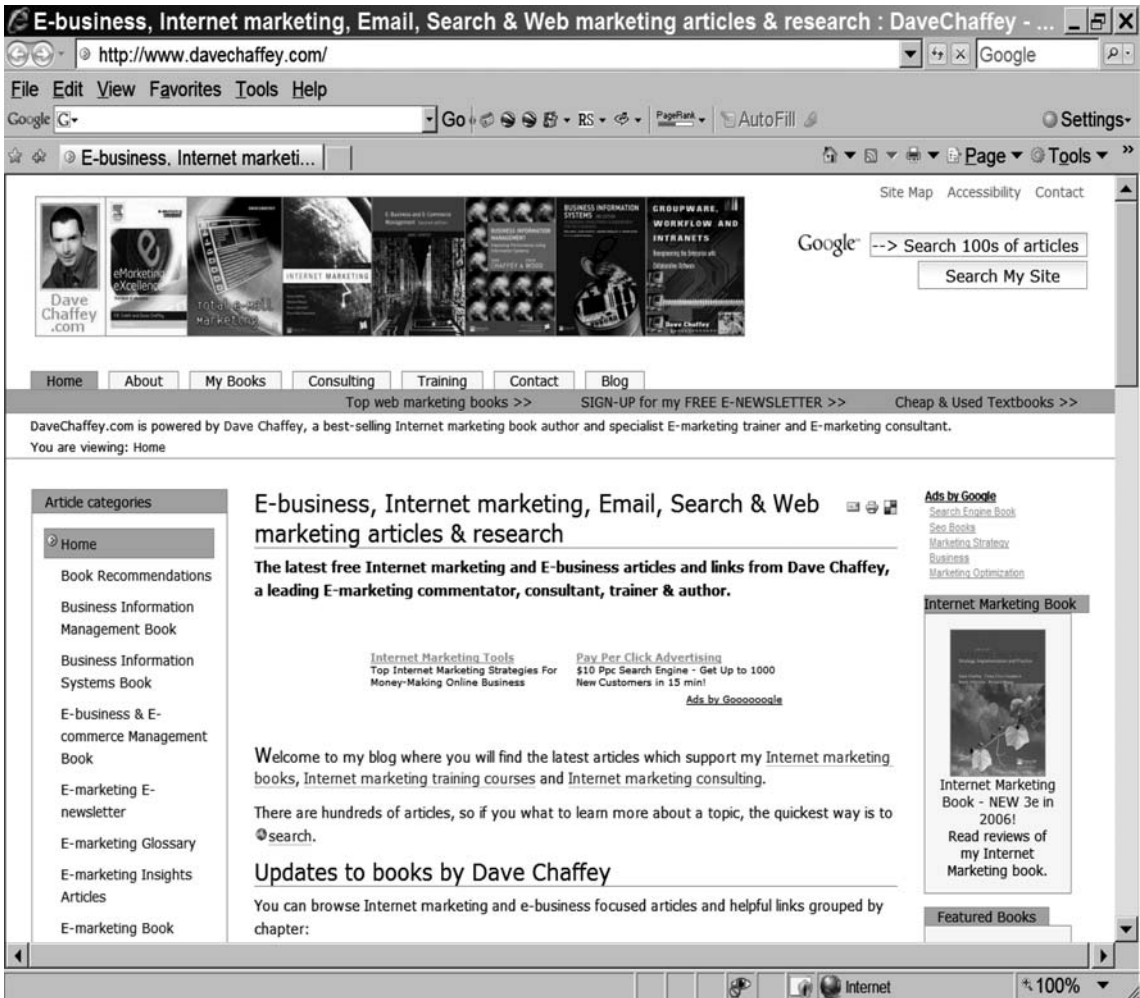 E-business, Internet marketing, Email, Search & Web marketing articles & research : DaveChaffey - ...
http://www.davechaffey.com/
Google
File Edit View Favorites Tools Help
Google G
Go RS PageRank AutoFill Settings
E-business, Internet marketi...
Page Tools »
Site Map Accessibility Contact
eMarketing eXcellence
Total e-mail Marketing
INTERNET MARKETING
E-Business and E-Commerce Management
BUSINESS INFORMATION MANAGEMENT
CHAFFEY & WOOD
BUSINESS INFORMATION SYSTEMS
GROUPWARE, WORKFLOW AND INTRANETS
Dave Chaffey
Dave
Chaffey
.com
Google --> Search 100s of articles
Search My Site
Home About My Books Consulting Training Contact Blog
Top web marketing books >> SIGN-UP for my FREE E-NEWSLETTER >> Cheap & Used Textbooks >>
DaveChaffey.com is powered by Dave Chaffey, a best-selling Internet marketing book author and specialist E-marketing trainer and E-marketing consultant.
You are viewing: Home
Article categories
Home
Book Recommendations
Business Information
Management Book
Business Information
Systems Book
E-business & E-
commerce Management
Book
E-marketing E-
newsletter
E-marketing Glossary
E-marketing Insights
Articles
E-marketing Book
E-business, Internet marketing, Email, Search & Web
marketing articles & research
The latest free Internet marketing and E-business articles and links from Dave Chaffey,
a leading E-marketing commentator, consultant, trainer & author.
Internet Marketing Tools
Top Internet Marketing Strategies For
Money-Making Online Business
Pay Per Click Advertising
$10 Ppc Search Engine - Get Up to 1000
New Customers in 15 min!
Ads by Goooooogle
Welcome to my blog where you will find the latest articles which support my Internet marketing
books, Internet marketing training courses and Internet marketing consulting.
There are hundreds of articles, so if you what to learn more about a topic, the quickest way is to
search.
Updates to books by Dave Chaffey
You can browse Internet marketing and e-business focused articles and helpful links grouped by
chapter:
Ads by Google
Search Engine Book
Seo Books
Marketing Strategy
Business
Marketing Optimization
Internet Marketing Book
Internet Marketing
Book - NEW 3e in
2006!
Read reviews of
my Internet
Marketing book.
Featured Books
Internet
100%